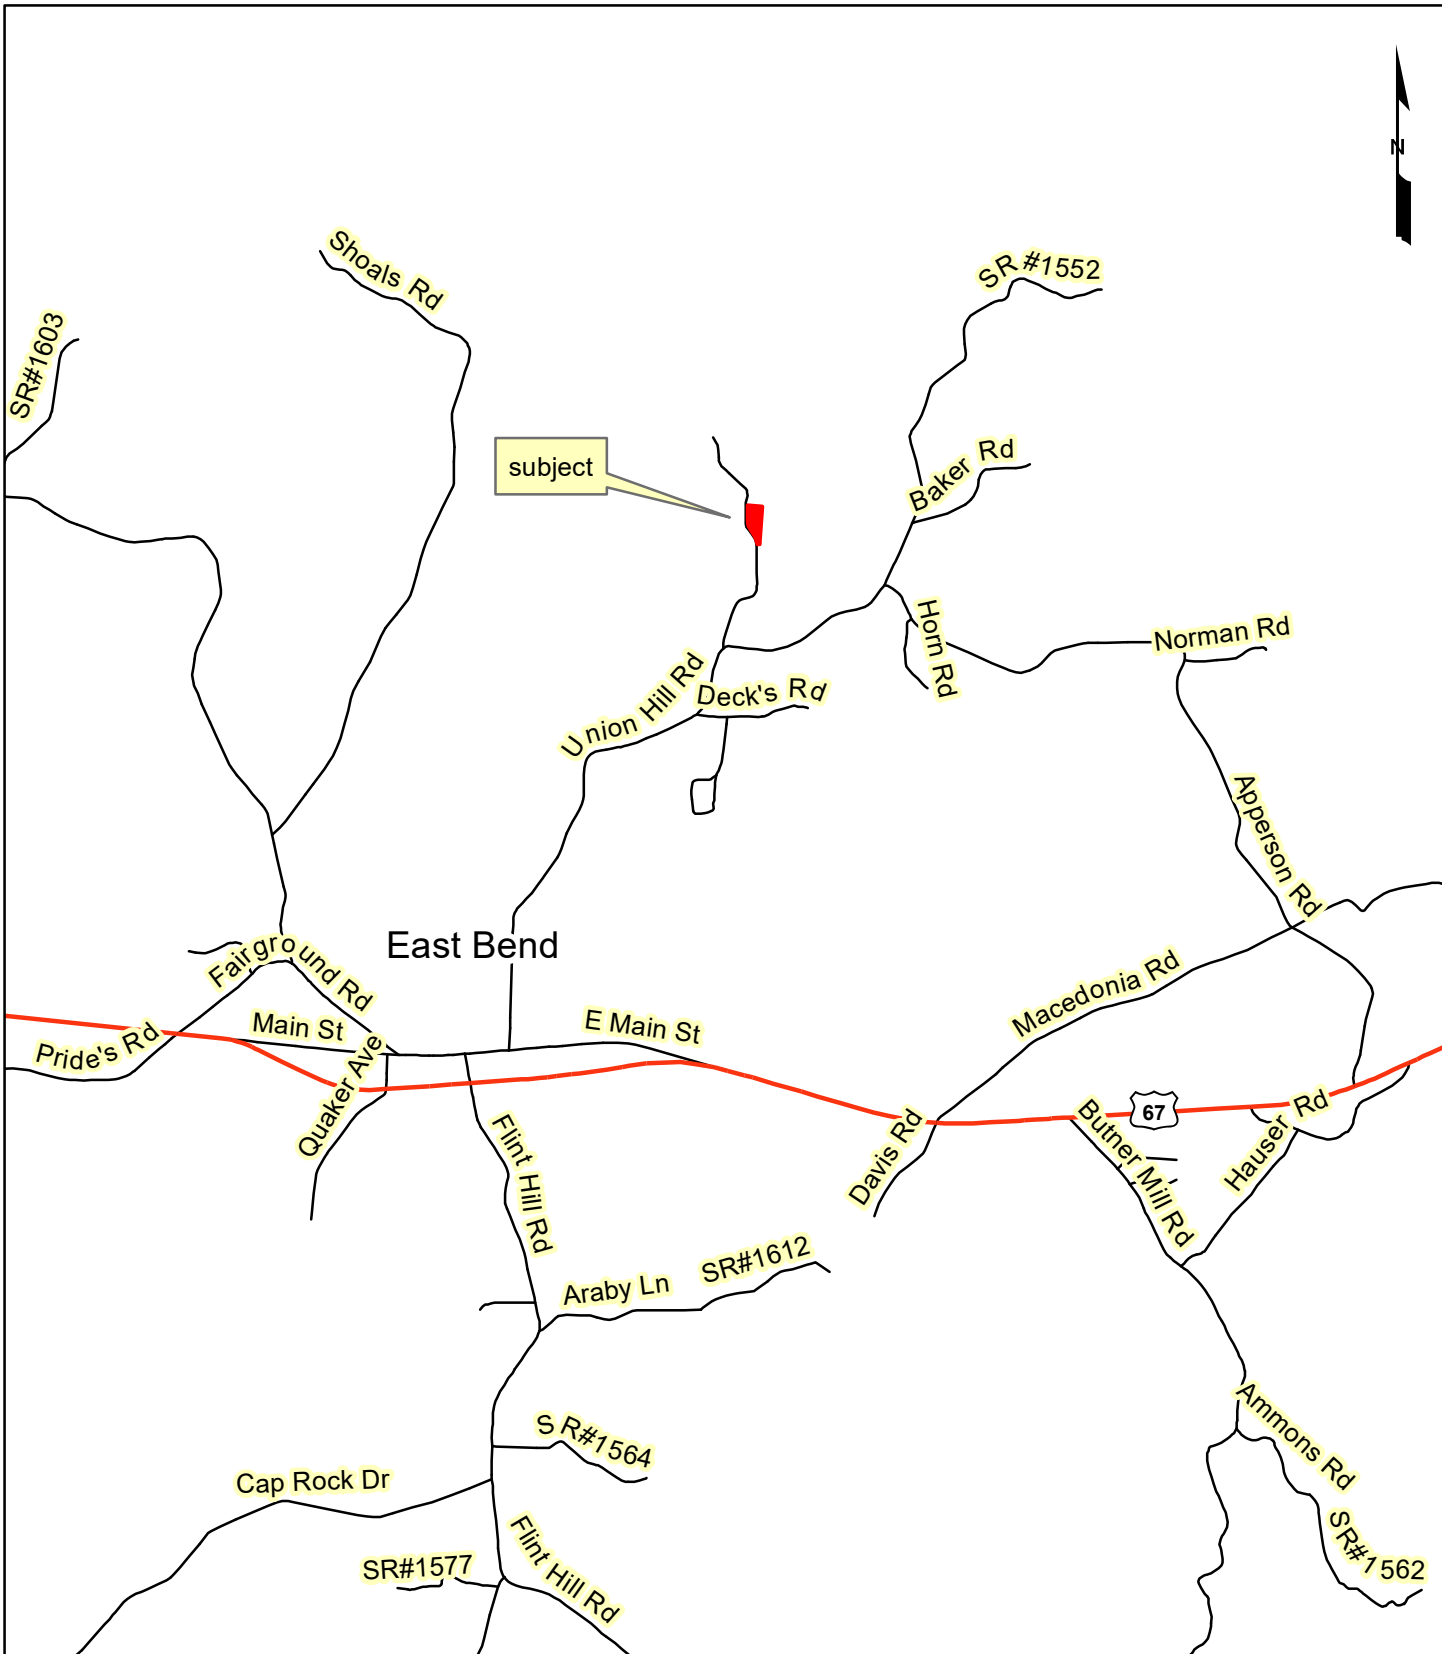 N
Shoals Rd
SR #1552
SR#1603
subject
Baker Rd
Horn Rd
Norman Rd
Union Hill Rd
Deck's Rd
Apperson Rd
East Bend
Fairground Rd
Macedonia Rd
Main St
E Main St
Pride's Rd
Quaker Ave
67
Butner Mill Rd
Hauser Rd
Davis Rd
Flint Hill Rd
SR#1612
Araby Ln
Ammons Rd
S R#1564
Cap Rock Dr
Flint Hill Rd
SR#1577
SR#1562